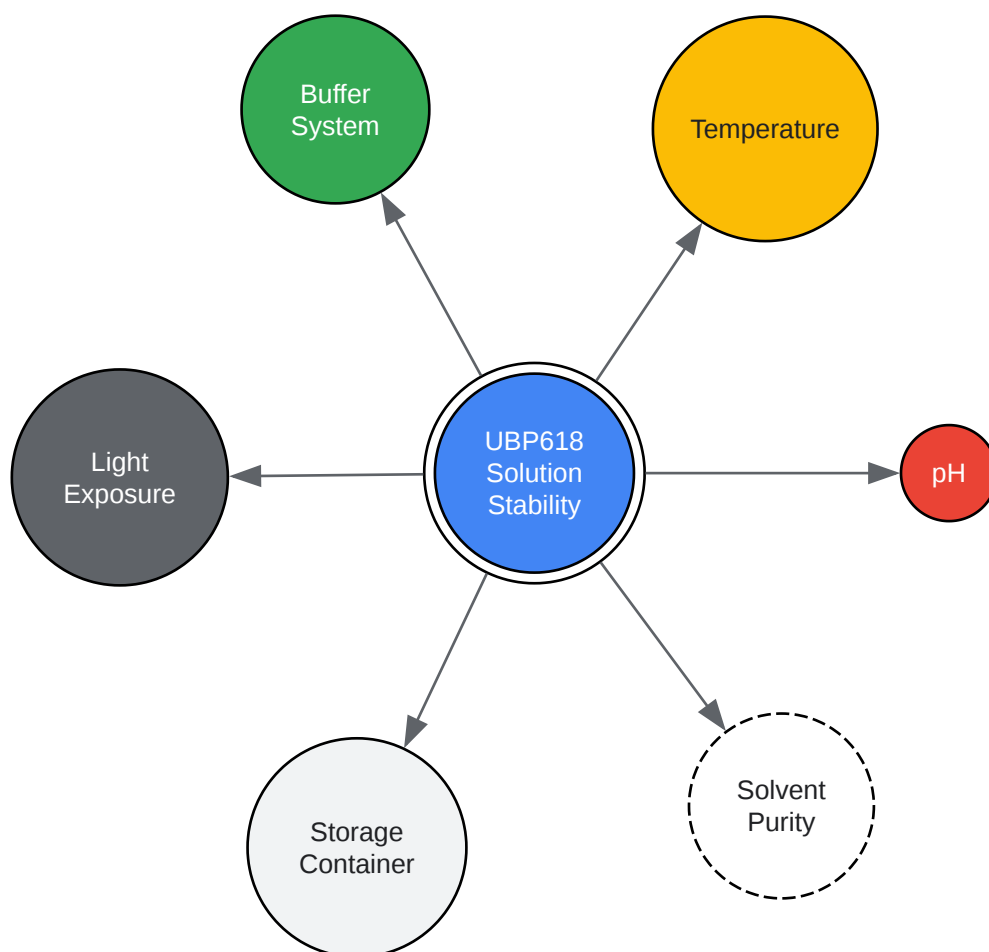 Buffer
System
Temperature
Light
Exposure
UBP618
Solution
Stability
pH
Storage
Container
Solvent
Purity